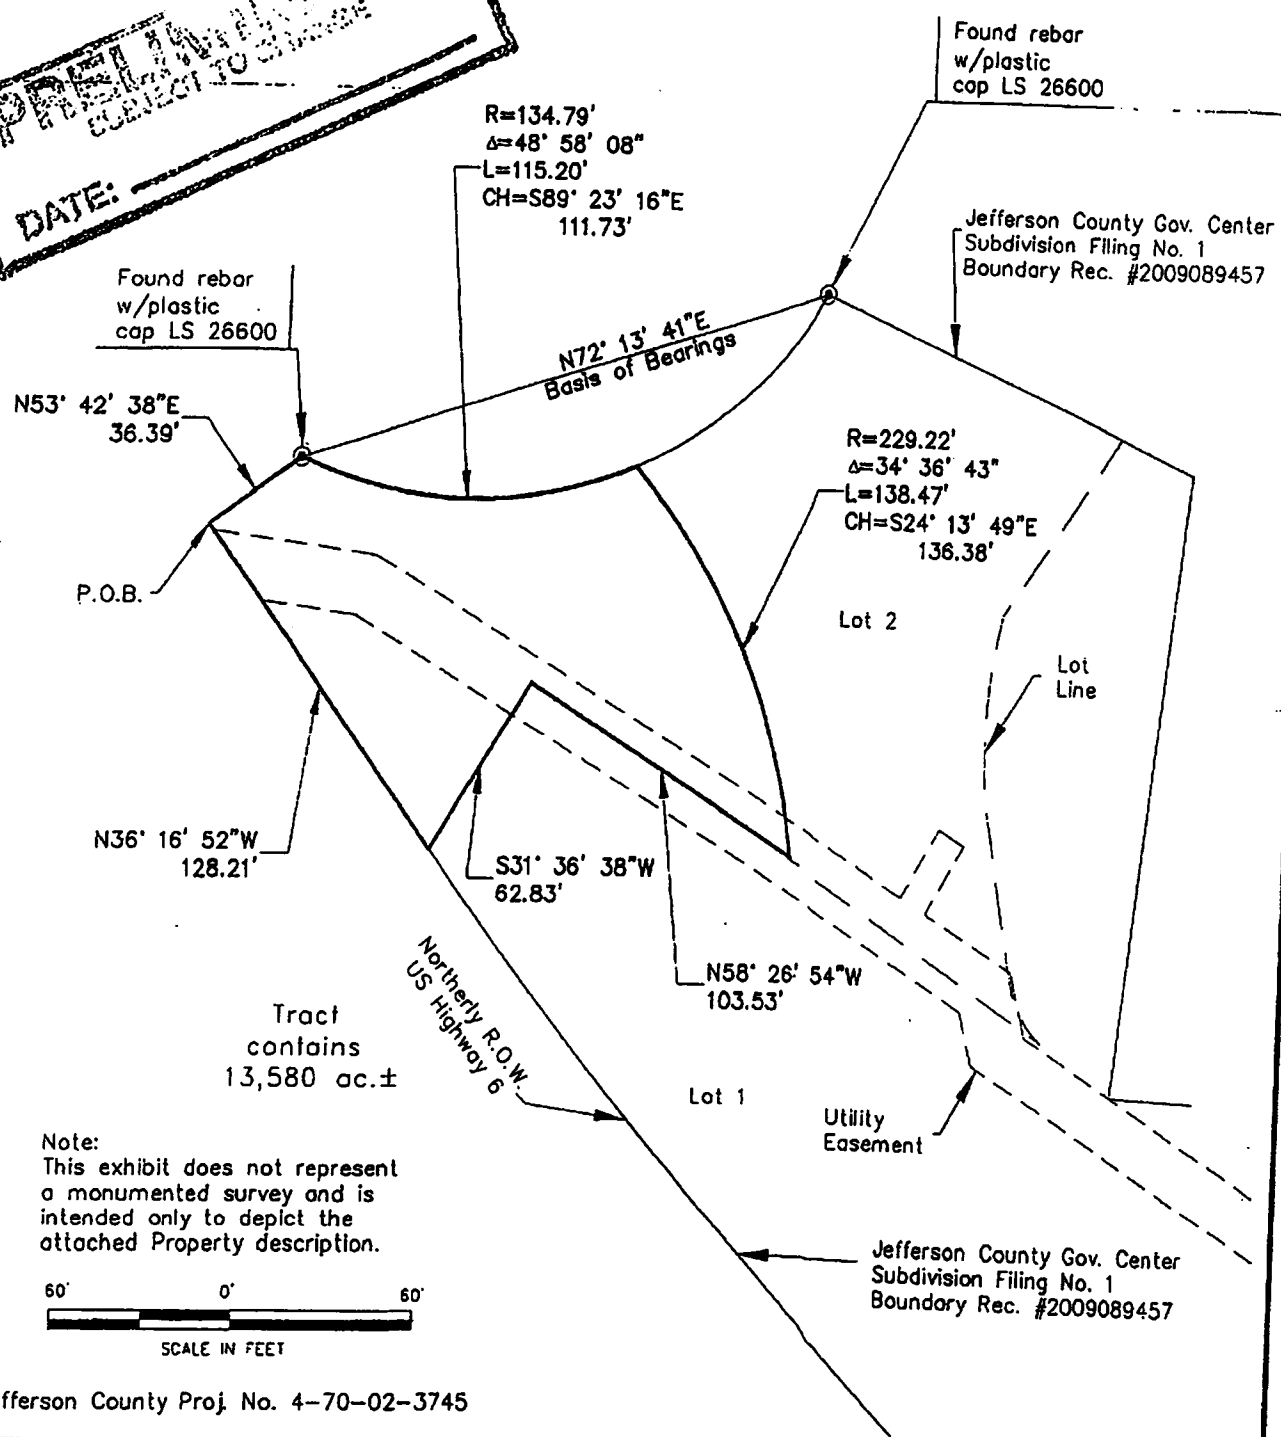 PRELIMIN
SUBJECT TO
DATE:
Found rebar
w/plastic
cap LS 26600
R=134.79'
Δ=48° 58' 08"
L=115.20'
CH=S89° 23' 16"E
111.73'
Jefferson County Gov. Center
Subdivision Filing No. 1
Boundary Rec. #2009089457
Found rebar
w/plastic
cap LS 26600
N72° 13' 41"E
Basis of Bearings
N53° 42' 38"E
36.39'
R=229.22'
Δ=34° 36' 43"
L=138.47'
CH=S24° 13' 49"E
136.38'
P.O.B.
Lot 2
Lot
Line
N36° 16' 52"W
128.21'
S31° 36' 38"W
62.83'
N58° 26' 54"W
103.53'
Northerly R.O.W.
US Highway 6
Tract
contains
13,580 ac.±
Lot 1
Utility
Easement
Note:
This exhibit does not represent
a monumented survey and is
intended only to depict the
attached Property description.
Jefferson County Gov. Center
Subdivision Filing No. 1
Boundary Rec. #2009089457
60' 0' 60'
SCALE IN FEET
fferson County Proj. No. 4-70-02-3745